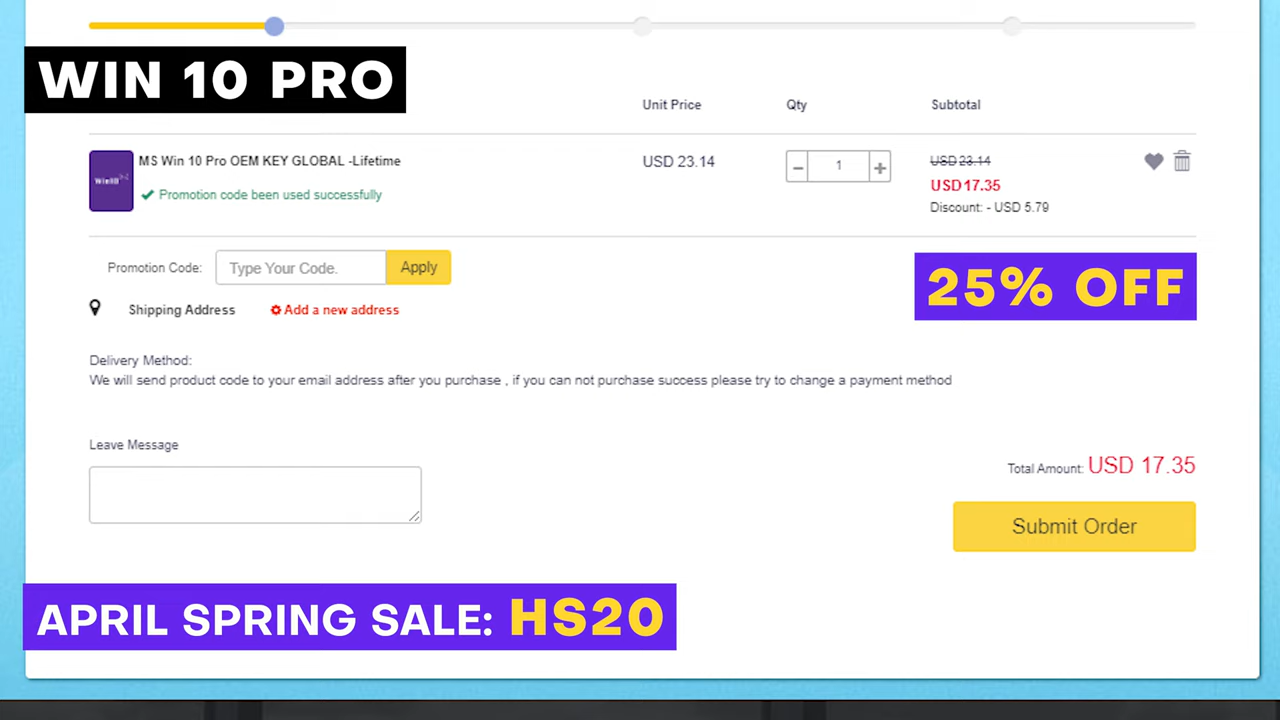 WIN 10 PRO
Unit Price Qty Subtotal
MS Win 10 Pro OEM KEY GLOBAL -Lifetime USD 23.14 1 USD 23.14
Win10
Promotion code been used successfully
USD17.35
Discount: - USD 5.79
Promotion Code: Type Your Code. Apply
25% OFF
Shipping Address Add a new address
Delivery Method:
We will send product code to your email address after you purchase , if you can not purchase success please try to change a payment method
Leave Message
Total Amount: USD 17.35
Submit Order
APRIL SPRING SALE: HS20